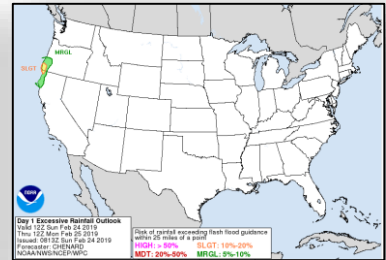 MRGL
SLGT
NOAA
Day 1 Excessive Rainfall Outlook
Valid 12Z Sun Feb 24 2019
Thru 12Z Mon Feb 25 2019
Issued: 0813Z Sun Feb 24 2019
Forecaster: CHENARD
NOAA/NWS/NCEP/WPC
Risk of rainfall exceeding flash flood guidance
within 25 miles of a point
HIGH: > 50% SLGT: 10%-20%
MDT: 20%-50% MRGL: 5%-10%